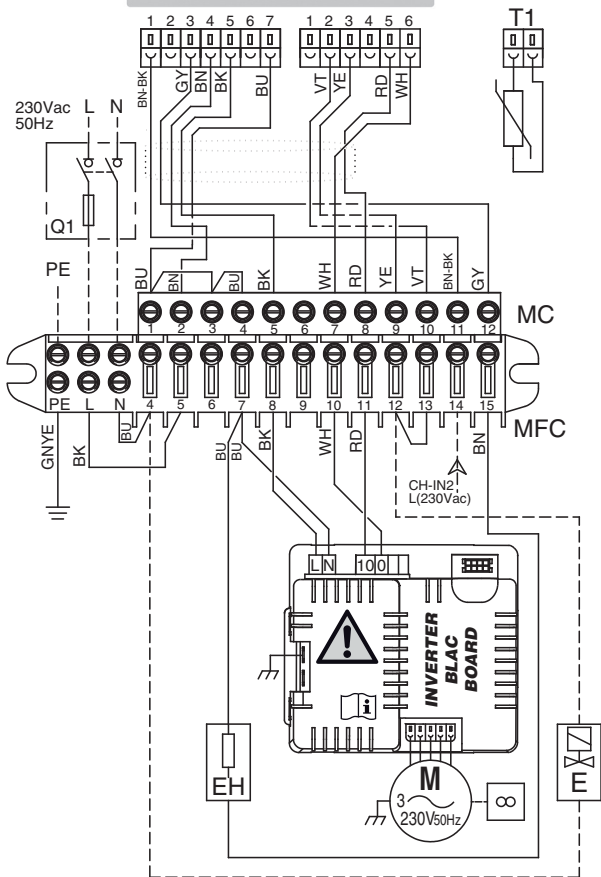 1 2 3 4 5 6 7
1 2 3 4 5 6
T1
BN-BK GY BN BK BU
VT YE RD WH
230Vac L N
50Hz
Q1
PE
BU BN BU BK WH RD YE VT BN-BK GY
MC
1 2 3 4 5 6 7 8 9 10 11 12
PE L N 4 5 6 7 8 9 10 11 12 13 14 15
MFC
GNYE BK BU BU BU BK WH RD BN
CH-IN2
L(230Vac)
L N 10 0
INVERTER
BLAC
BOARD
i
EH
M
3
230V50Hz
8
E